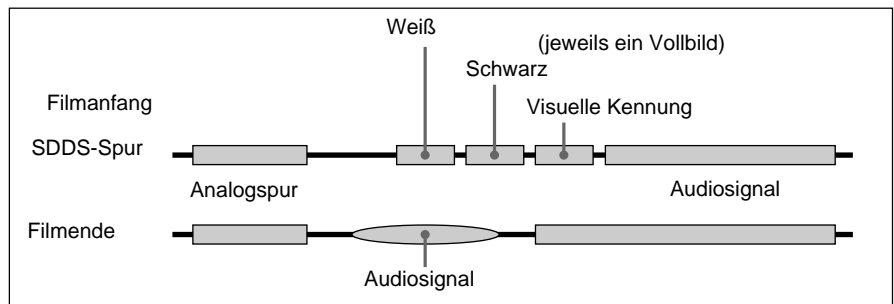 Weiß
(jeweils ein Vollbild)
Schwarz
Filmanfang
Visuelle Kennung
SDDS-Spur
Analogspur
Audiosignal
Filmende
Audiosignal